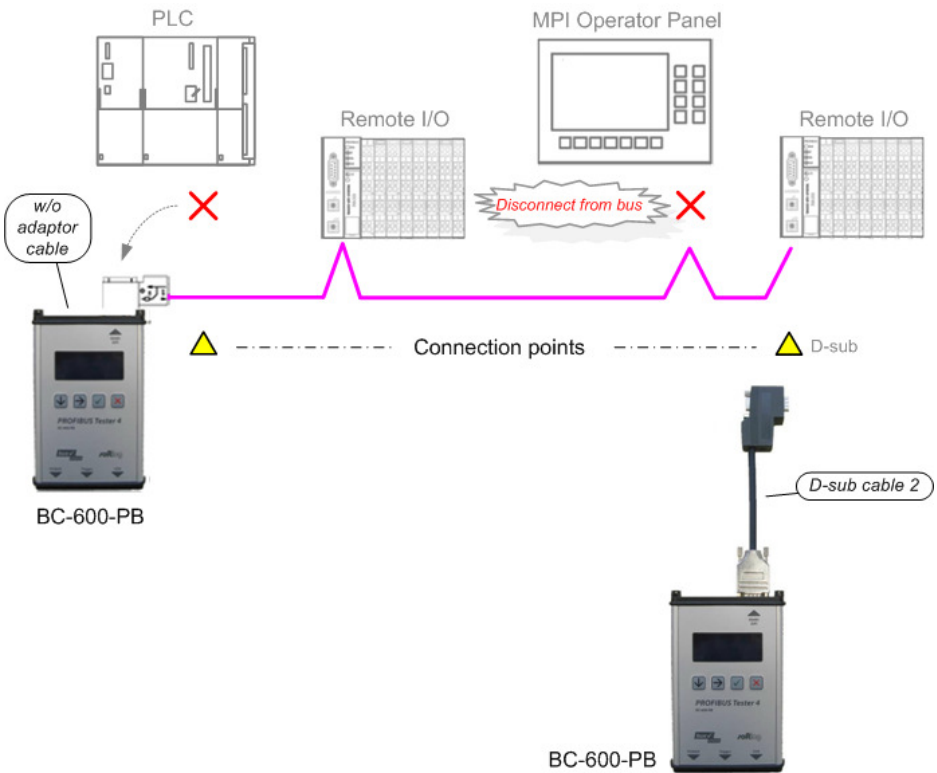 PLC
MPI Operator Panel
Remote I/O
Remote I/O
Disconnect from bus
w/o
adaptor
cable
Connection points
D-sub
PROFIBUS Tester 4
BC-600-PB
D-sub cable 2
PROFIBUS Tester 4
BC-600-PB